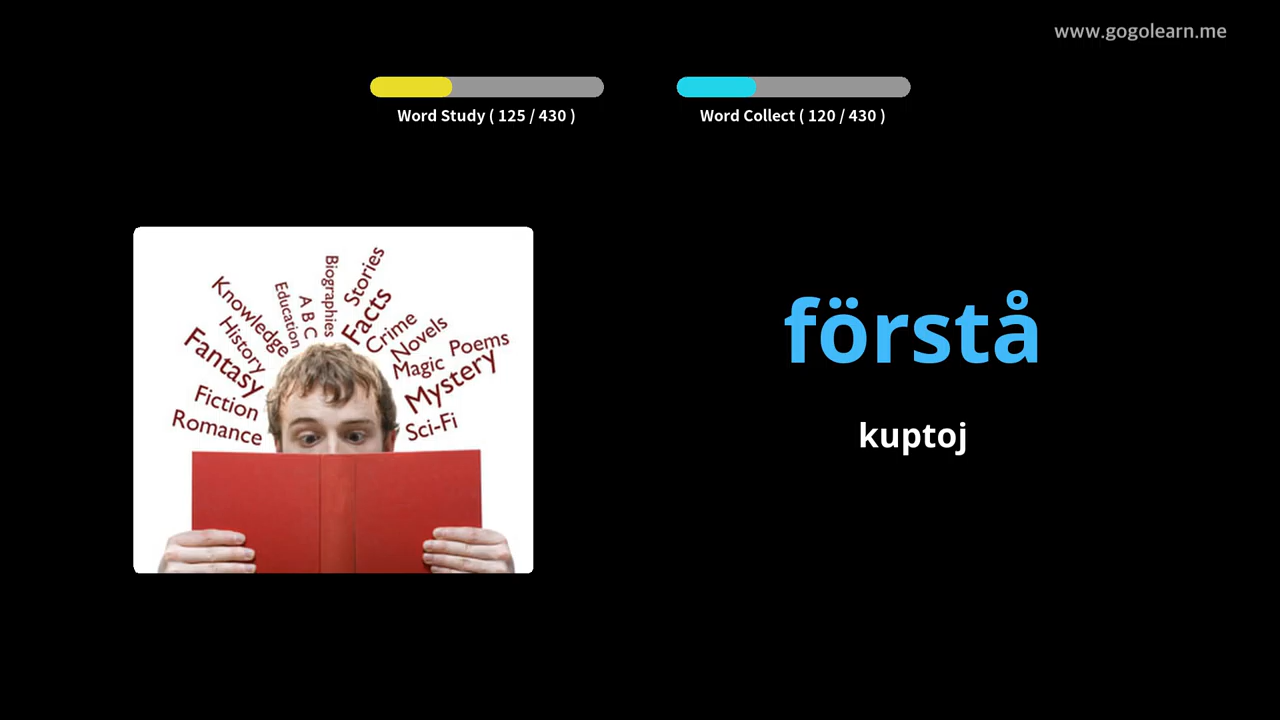 www.gogolearn.me
Word Study ( 125 / 430 )
Word Collect ( 120 / 430 )
Knowledge
Education
A B C
Biographies
Stories
Facts
Crime
Novels
Poems
History
Magic
Mystery
Fantasy
Fiction
Romance
Sci-Fi
förstå
kuptoj